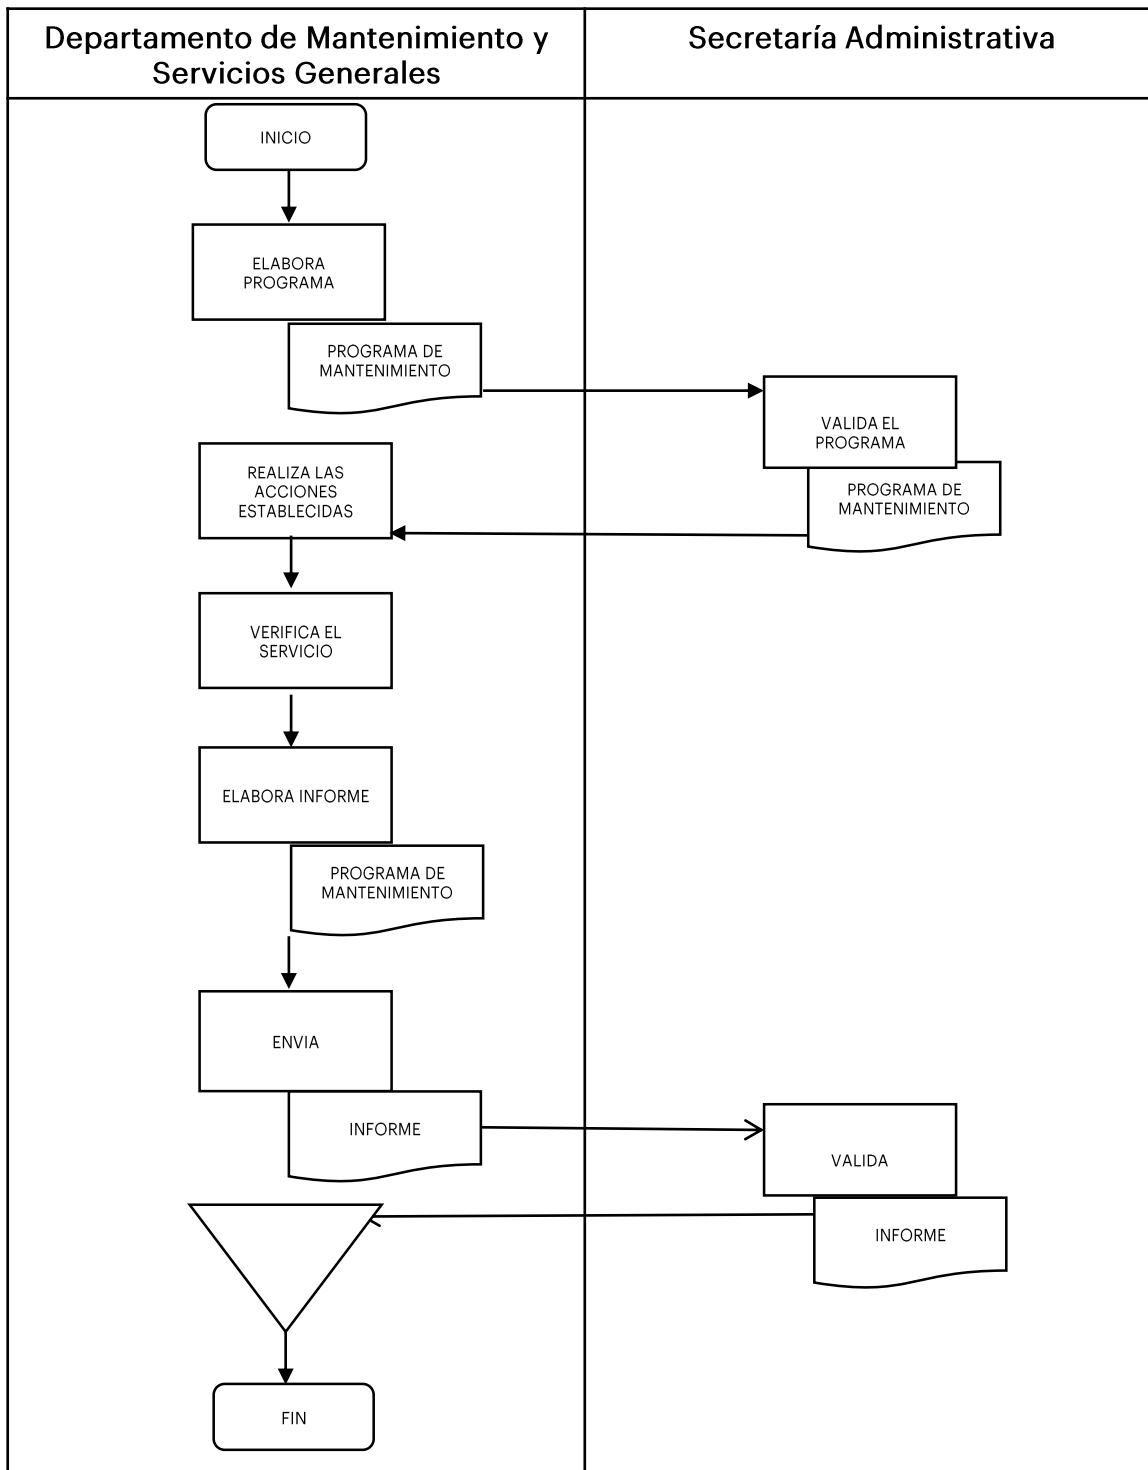 Departamento de Mantenimiento y
Servicios Generales
Secretaría Administrativa
INICIO
ELABORA
PROGRAMA
PROGRAMA DE
MANTENIMIENTO
VALIDA EL
PROGRAMA
PROGRAMA DE
MANTENIMIENTO
REALIZA LAS
ACCIONES
ESTABLECIDAS
VERIFICA EL
SERVICIO
ELABORA INFORME
PROGRAMA DE
MANTENIMIENTO
ENVIA
INFORME
VALIDA
INFORME
FIN